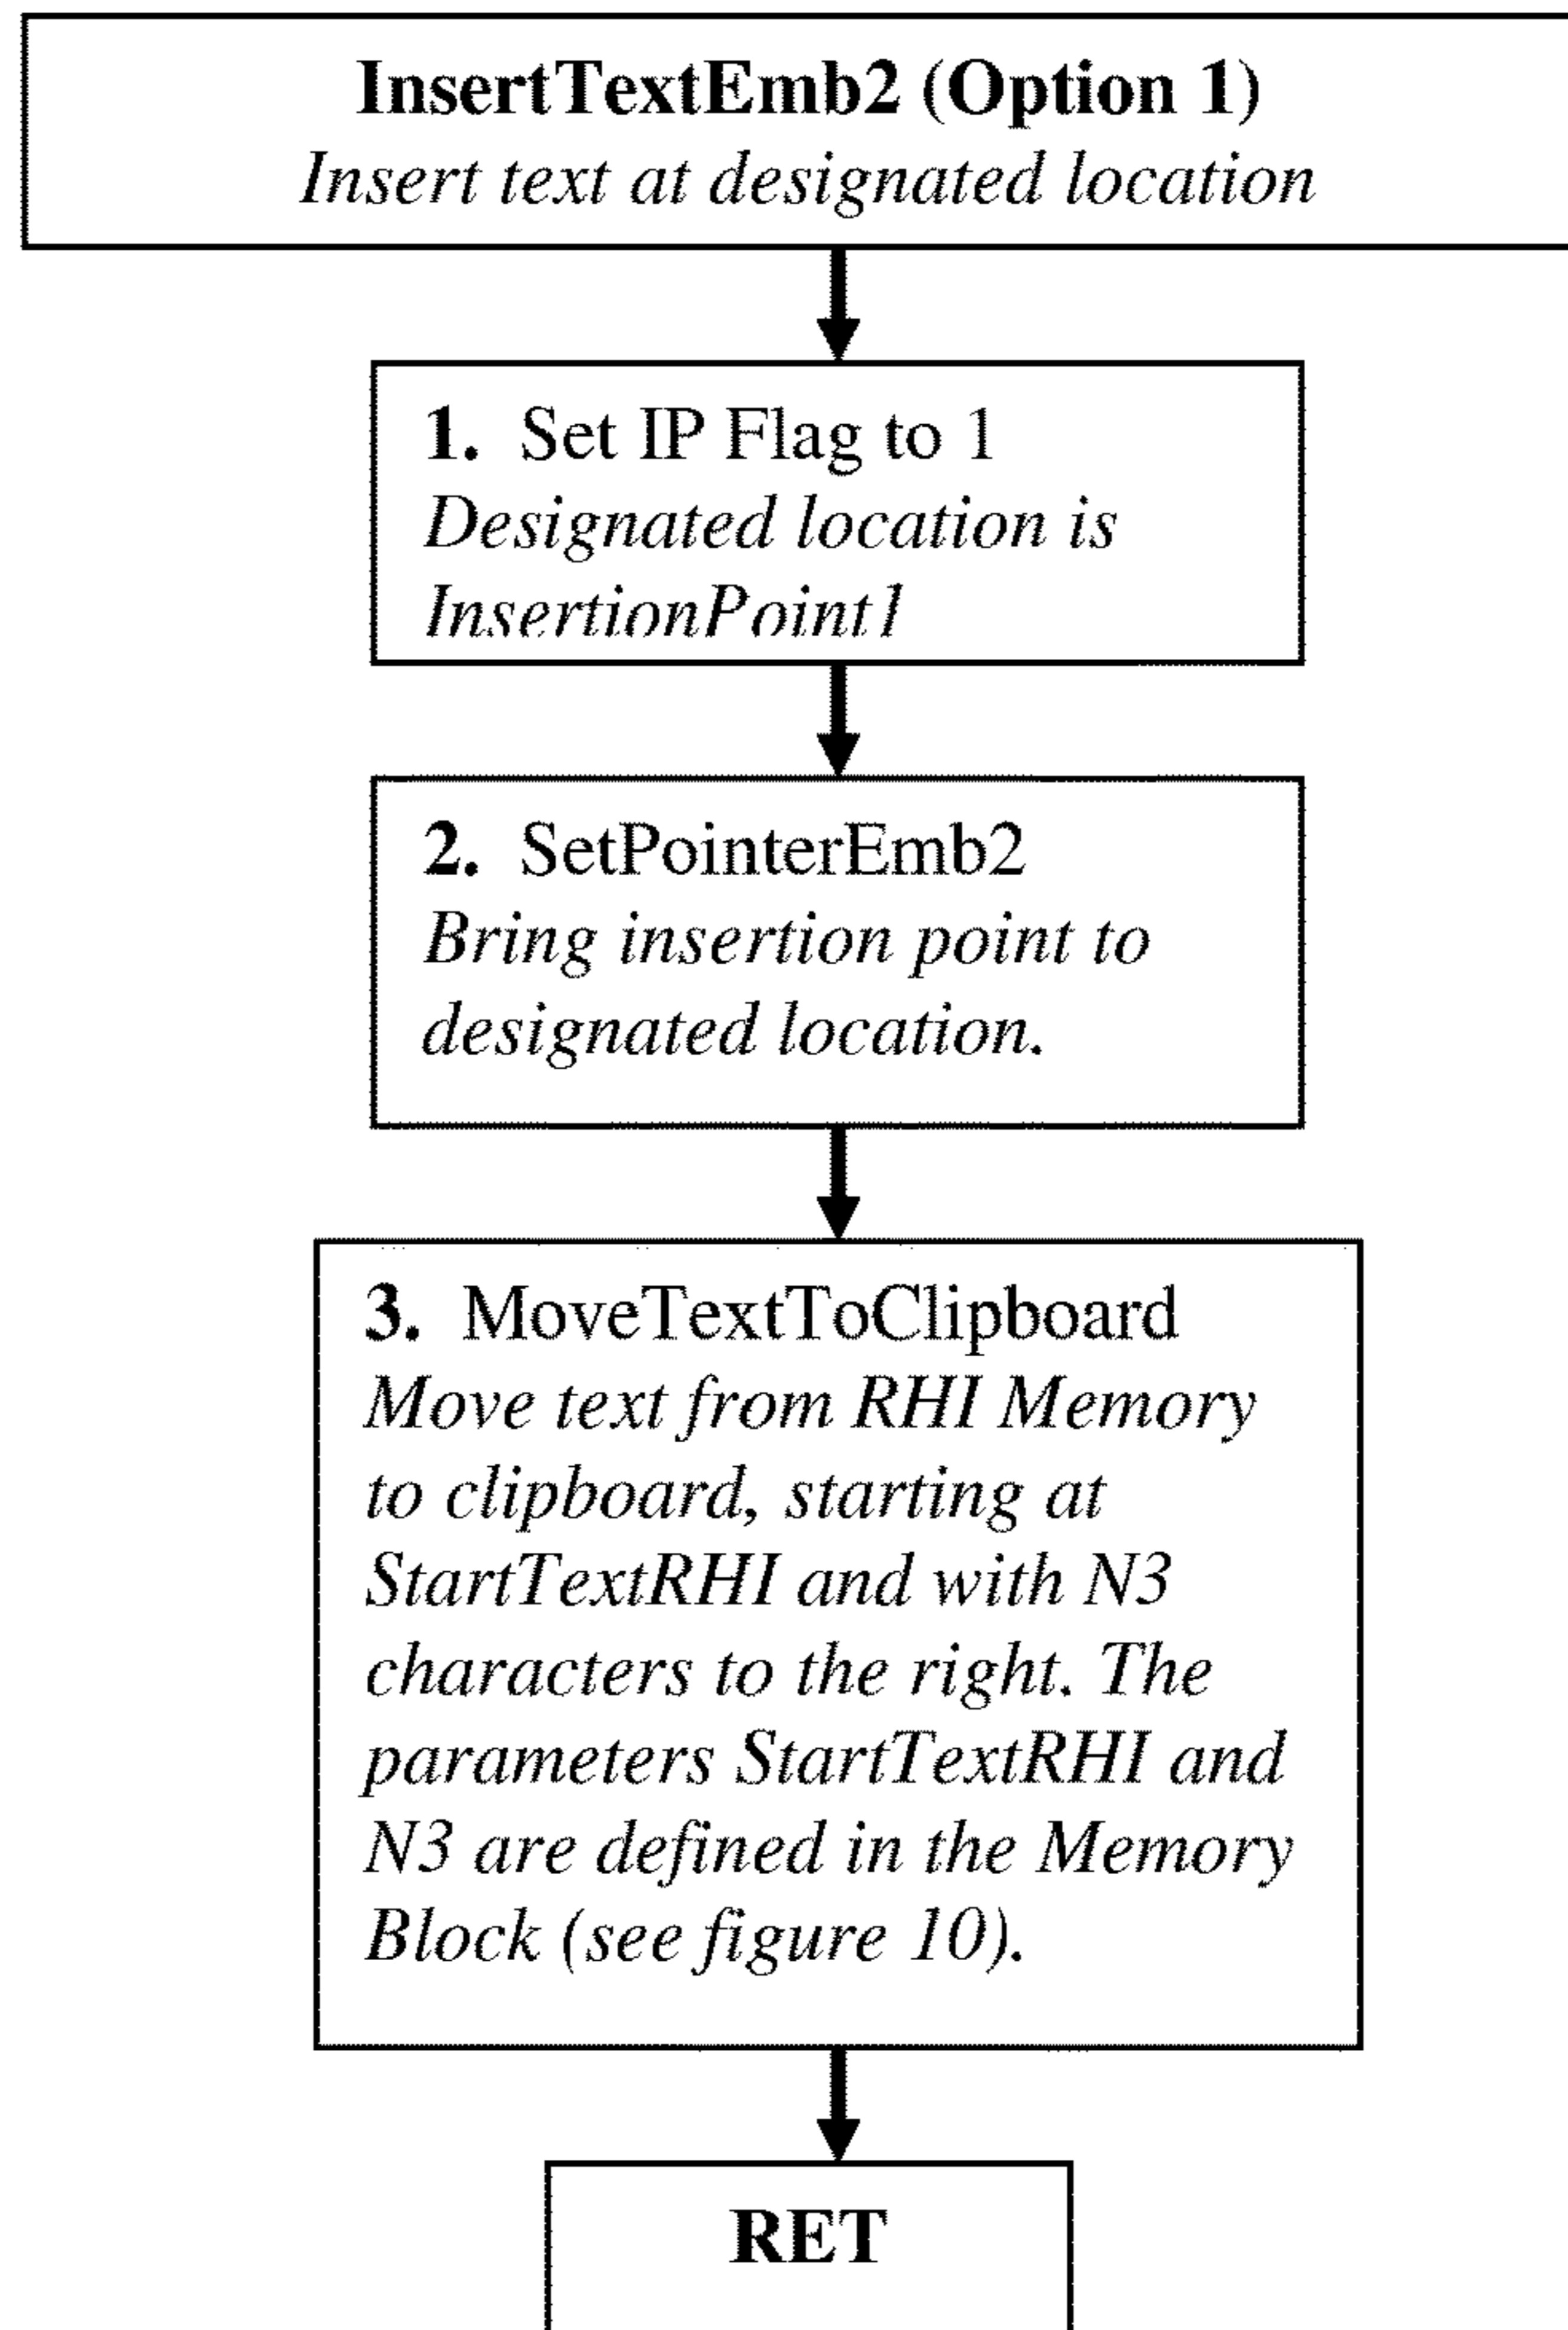 InsertTextEmb2 (Option 1)
Insert text at designated location
1. Set IP Flag to 1
Designated location is
InsertionPoint1
2. SetPointerEmb2
Bring insertion point to
designated location.
3. MoveTextToClipboard
Move text from RHI Memory
to clipboard, starting at
StartTextRHI and with N3
characters to the right. The
parameters StartTextRHI and
N3 are defined in the Memory
Block (see figure 10).
RET